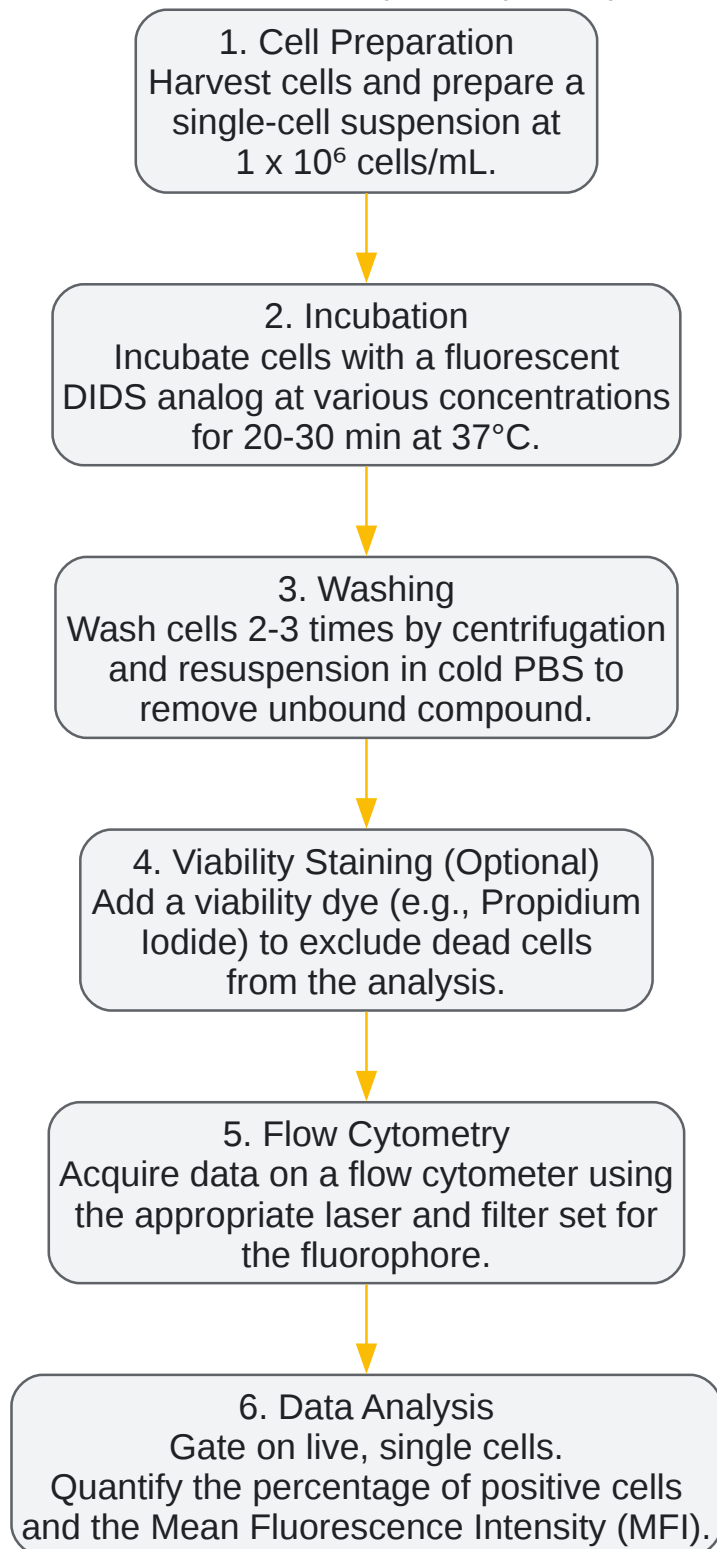 1. Cell Preparation
Harvest cells and prepare a
single-cell suspension at
1 x 10⁶ cells/mL.
2. Incubation
Incubate cells with a fluorescent
DIDS analog at various concentrations
for 20-30 min at 37°C.
3. Washing
Wash cells 2-3 times by centrifugation
and resuspension in cold PBS to
remove unbound compound.
4. Viability Staining (Optional)
Add a viability dye (e.g., Propidium
Iodide) to exclude dead cells
from the analysis.
5. Flow Cytometry
Acquire data on a flow cytometer using
the appropriate laser and filter set for
the fluorophore.
6. Data Analysis
Gate on live, single cells.
Quantify the percentage of positive cells
and the Mean Fluorescence Intensity (MFI).